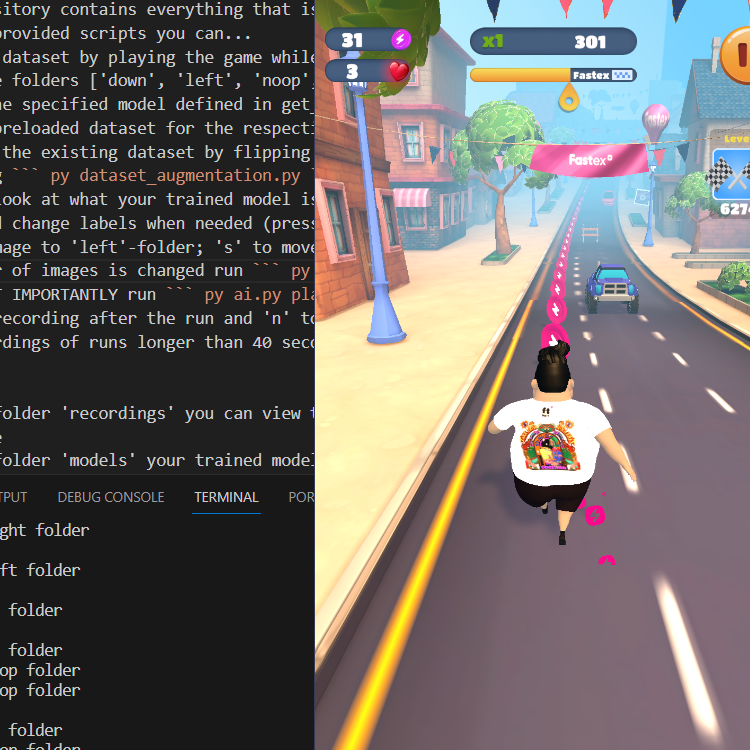 sitory contains everything that is
provided scripts you can...
dataset by playing the game while
e folders ['down', 'left', 'noop',
he specified model defined in get_
preloaded dataset for the respecti
the existing dataset by flipping
g ``` py dataset_augmentation.py
look at what your trained model is
d change labels when needed (press
mage to 'left'-folder; 's' to move
r of images is changed run ``` py
T IMPORTANTLY run ``` py ai.py pla
recording after the run and 'n' to
rdings of runs longer than 40 seco
folder 'recordings' you can view t
e
folder 'models' your trained model
TPUT DEBUG CONSOLE TERMINAL POR
ght folder
ft folder
folder
folder
op folder
op folder
folder
op folder
31
3
x1 301
Fastex
Fastex
Fastex
Leve
6274